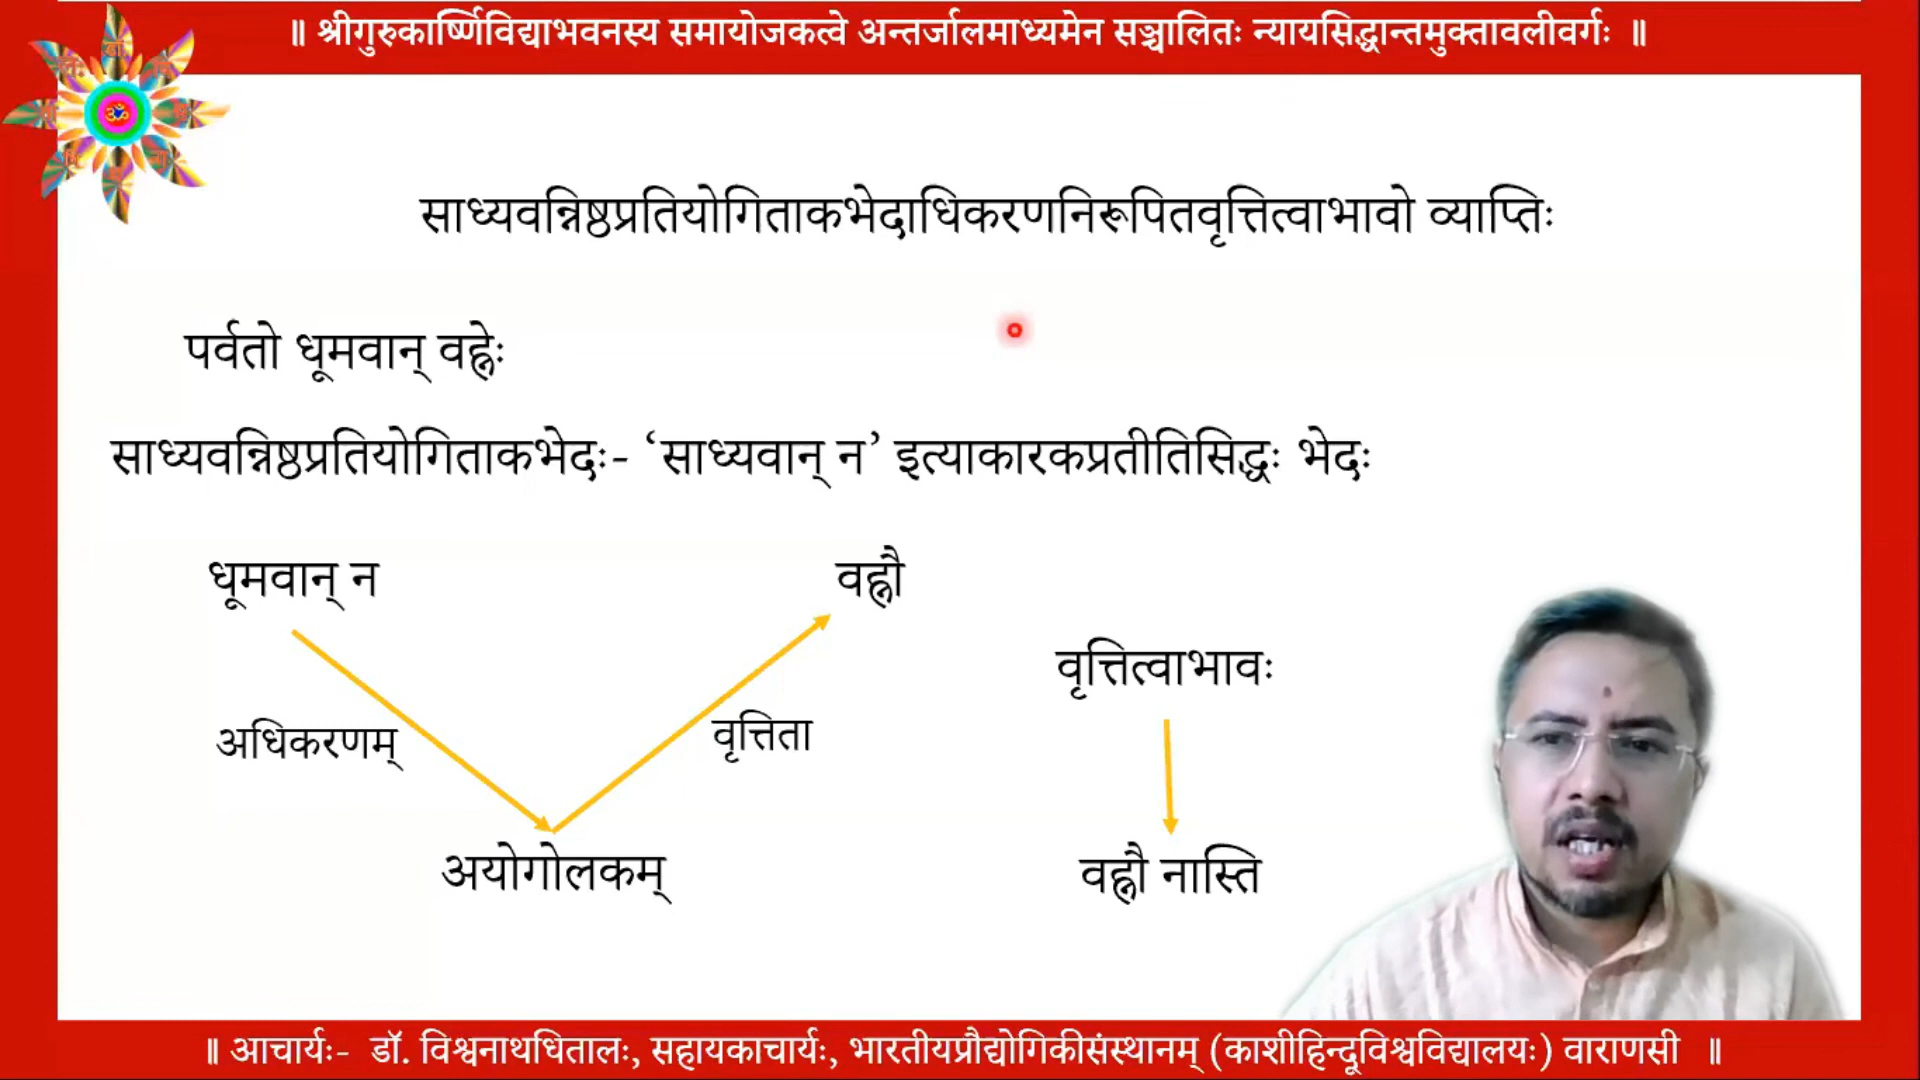 ॥ श्रीगुरुकार्ष्णिविद्याभवनस्य समायोजकत्वे अन्तर्जालमाध्यमेन सञ्चालितः न्यायसिद्धान्तमुक्तावलीवर्गः ॥
ॐ
साध्यवन्निष्ठप्रतियोगिताकभेदाधिकरणनिरूपितवृत्तित्वाभावो व्याप्तिः
पर्वतो धूमवान् वह्नेः
साध्यवन्निष्ठप्रतियोगिताकभेदः- ‘साध्यवान् न’ इत्याकारकप्रतीतिसिद्धः भेदः
धूमवान् न
वह्नौ
वृत्तित्वाभावः
अधिकरणम्
वृत्तिता
अयोगोलकम्
वह्नौ नास्ति
॥ आचार्यः- डॉ. विश्वनाथधितालः, सहायकाचार्यः, भारतीयप्रौद्योगिकीसंस्थानम् (काशीहिन्दूविश्वविद्यालयः) वाराणसी ॥